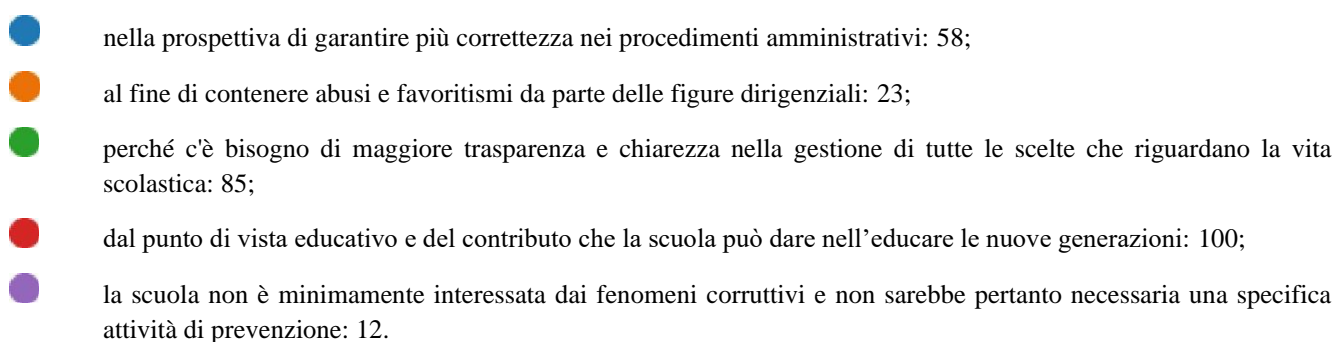 nella prospettiva di garantire più correttezza nei procedimenti amministrativi: 58;
al fine di contenere abusi e favoritismi da parte delle figure dirigenziali: 23;
perché c'è bisogno di maggiore trasparenza e chiarezza nella gestione di tutte le scelte che riguardano la vita
scolastica: 85;
dal punto di vista educativo e del contributo che la scuola può dare nell’educare le nuove generazioni: 100;
la scuola non è minimamente interessata dai fenomeni corruttivi e non sarebbe pertanto necessaria una specifica
attività di prevenzione: 12.